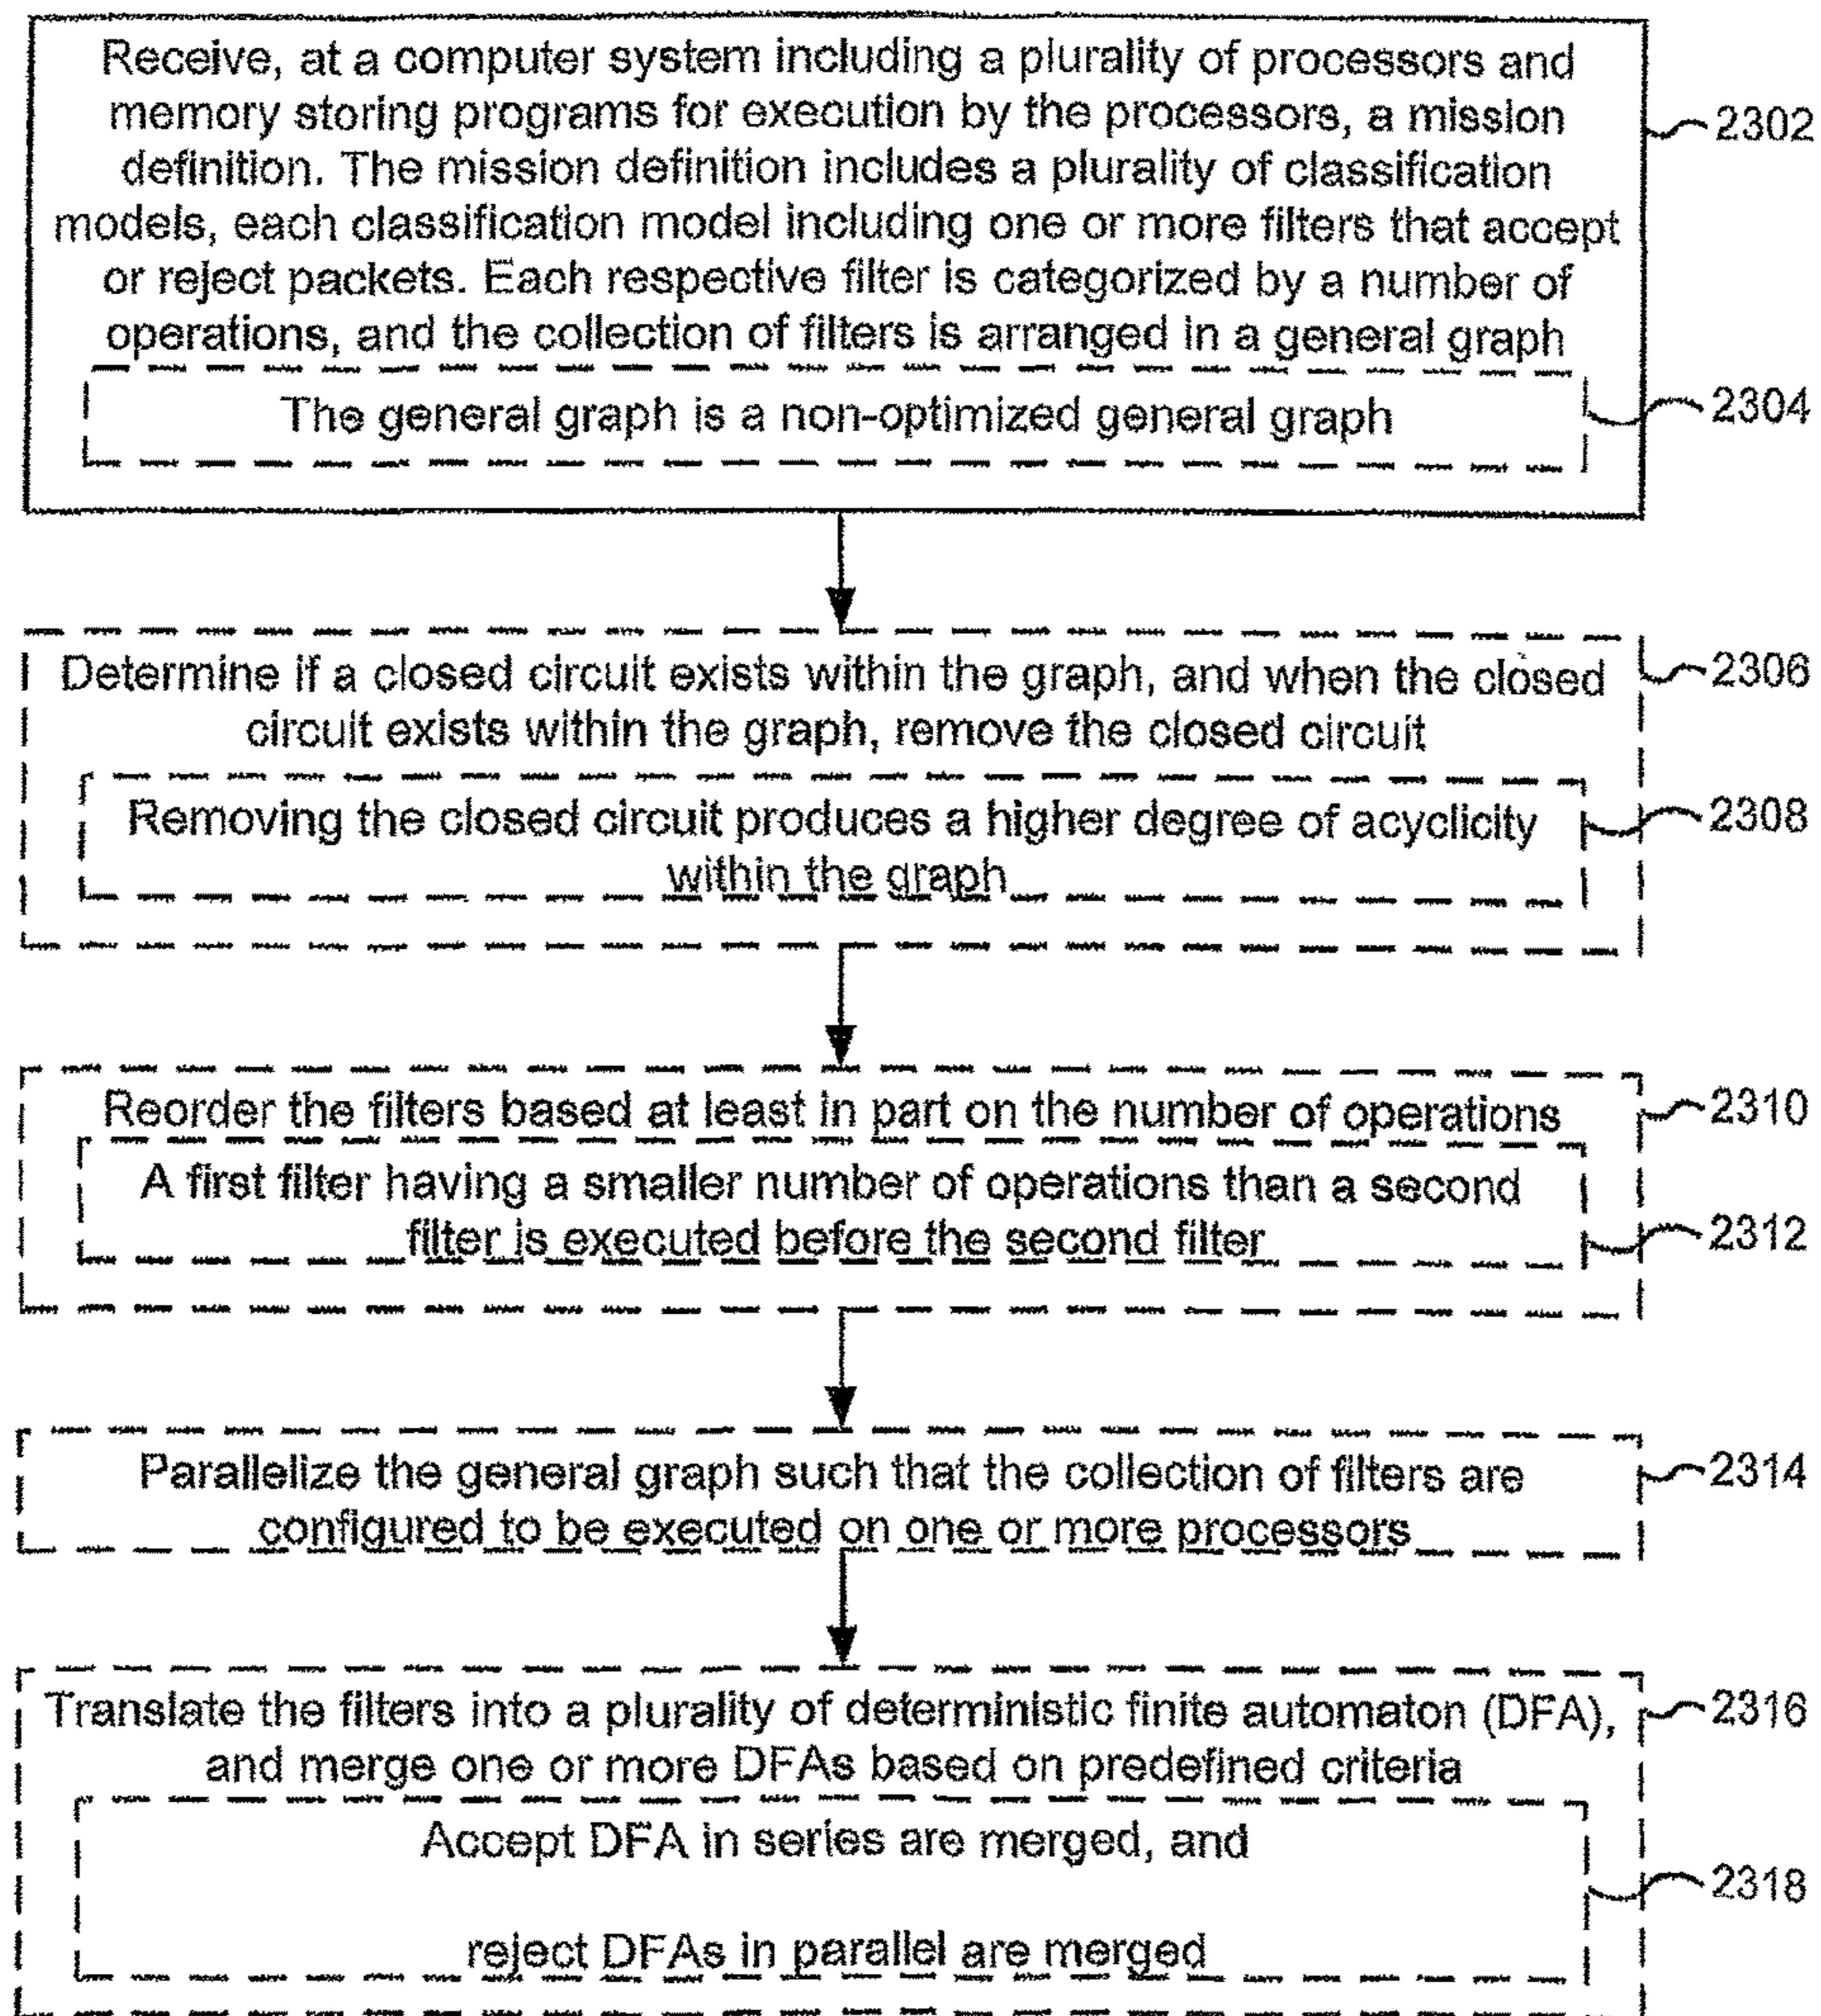 Receive, at a computer system including a plurality of processors and
memory storing programs for execution by the processors, a mission
2302
definition. The mission definition includes a plurality of classification
models, each classification model including one or more filters that accept
or reject packets. Each respective filter is categorized by a number of
operations, and the collection of filters is arranged in a general graph
The general graph is a non-optimized general graph
2304
Determine if a closed circuit exists within the graph, and when the closed
2306
circuit exists within the graph, remove the closed circuit
Removing the closed circuit produces a higher degree of acyclicity
2308
within the graph
Reorder the filters based at least in part on the number of operations
2310
A first filter having a smaller number of operations than a second
filter is executed before the second filter
2312
Parallelize the general graph such that the collection of filters are
2314
configured to be executed on one or more processors
Translate the filters into a plurality of deterministic finite automaton (DFA),
2316
and merge one or more DFAs based on predefined criteria
Accept DFA in series are merged, and
2318
reject DFAs in parallel are merged